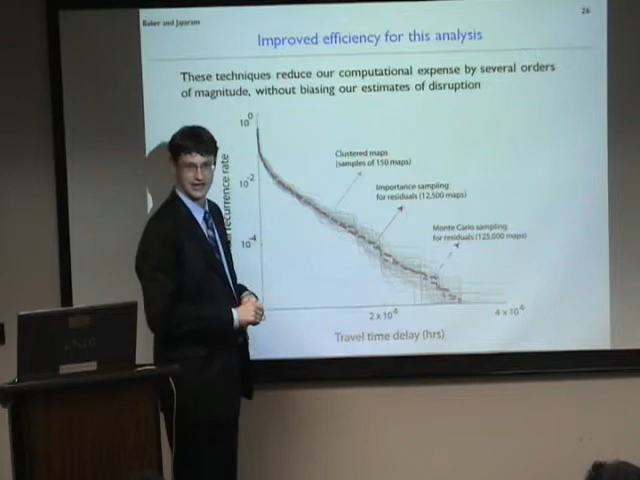 Baker and Jayaram
26
Improved efficiency for this analysis
These techniques reduce our computational expense by several orders
of magnitude, without biasing our estimates of disruption
10⁰
Clustered maps
(samples of 150 maps)
10⁻²
Importance sampling
for residuals (12,500 maps)
recurrence rate
Monte Carlo sampling
for residuals (125,000 maps)
10⁻⁴
2 x 10
4 x 10
Travel time delay (hrs)